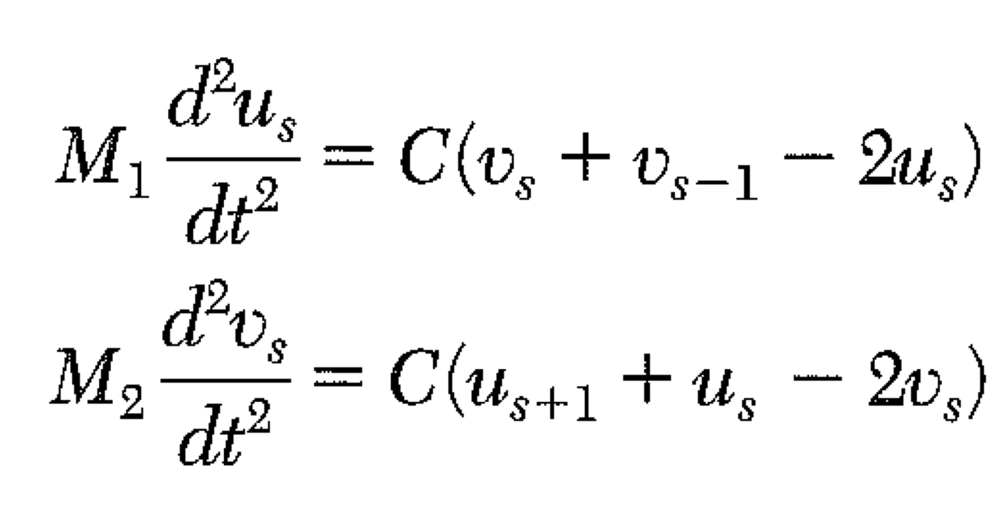 M_1 \frac{d^2 u_s}{dt^2} = C(v_s + v_{s-1} - 2u_s)
M_2 \frac{d^2 v_s}{dt^2} = C(u_{s+1} + u_s - 2v_s)